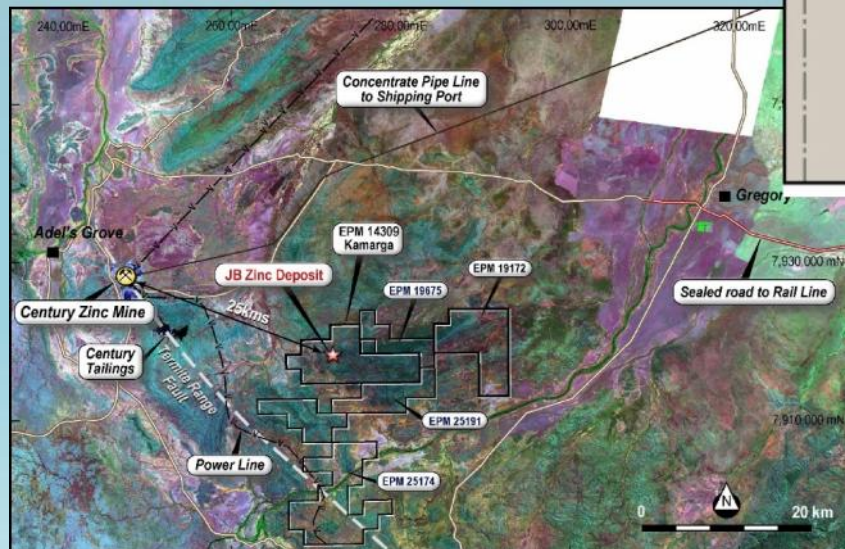 240,00mE
260,00mE
280,00mE
300,00mE
320,00mE
Concentrate Pipe Line
to Shipping Port
Gregory
Adel's Grove
EPM 14309
Kamarga
JB Zinc Deposit
EPM 19172
EPM 19675
7,930,000 mN
Sealed road to Rail Line
Century Zinc Mine
25kms
Century
Tailings
Termite Range
Fault
EPM 25191
7,910,000 mN
Power Line
EPM 25174
N
0
20 km